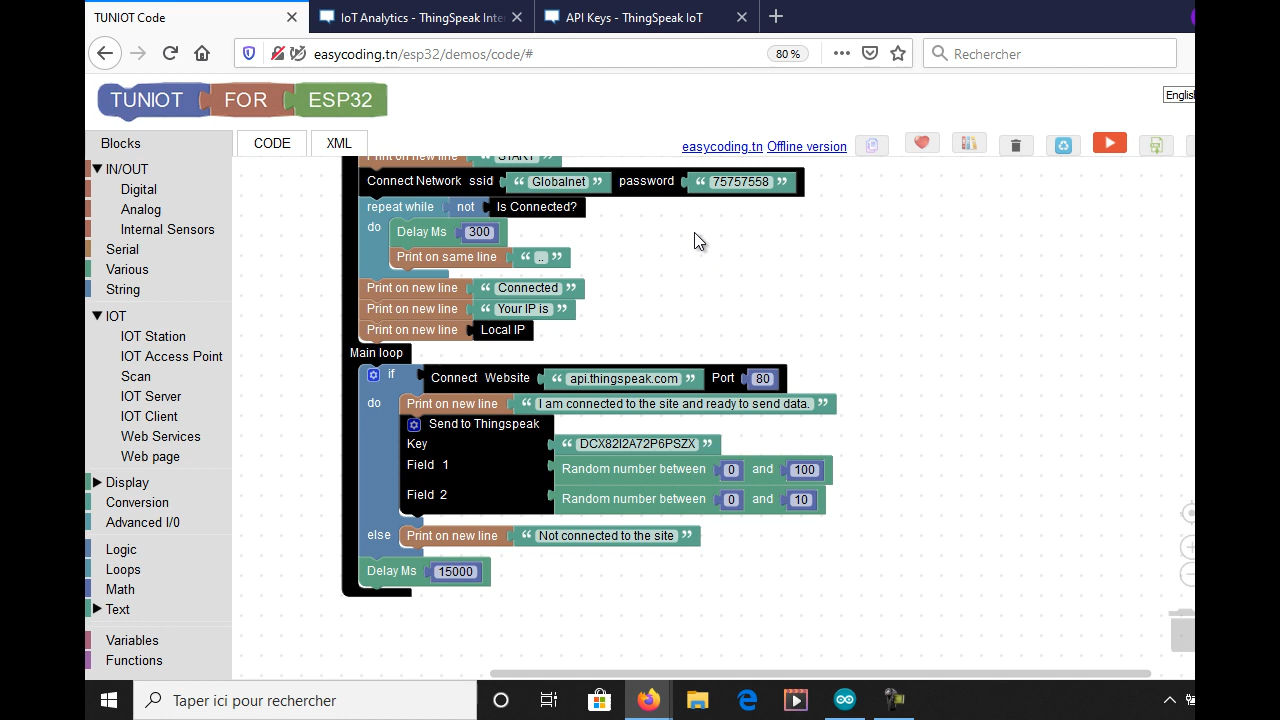 TUNIOT Code
IoT Analytics - ThingSpeak Inte
API Keys - ThingSpeak IoT
easycoding.tn/esp32/demos/code/#
80 %
Rechercher
TUNIOT FOR ESP32
English
Blocks
CODE
XML
easycoding.tn
Offline version
IN/OUT
Digital
Analog
Internal Sensors
Serial
Various
String
IOT
IOT Station
IOT Access Point
Scan
IOT Server
IOT Client
Web Services
Web page
Display
Conversion
Advanced I/0
Logic
Loops
Math
Text
Variables
Functions
Print on new line “ START ”
Connect Network ssid “ Globalnet ” password “ 75757558 ”
repeat while not Is Connected?
do Delay Ms 300
Print on same line “ .. ”
Print on new line “ Connected ”
Print on new line “ Your IP is ”
Print on new line Local IP
Main loop
if Connect Website “ api.thingspeak.com ” Port 80
do Print on new line “ I am connected to the site and ready to send data. ”
Send to Thingspeak
Key “ DCX82I2A72P6PSZX ”
Field 1 Random number between 0 and 100
Field 2 Random number between 0 and 10
else Print on new line “ Not connected to the site ”
Delay Ms 15000
Taper ici pour rechercher